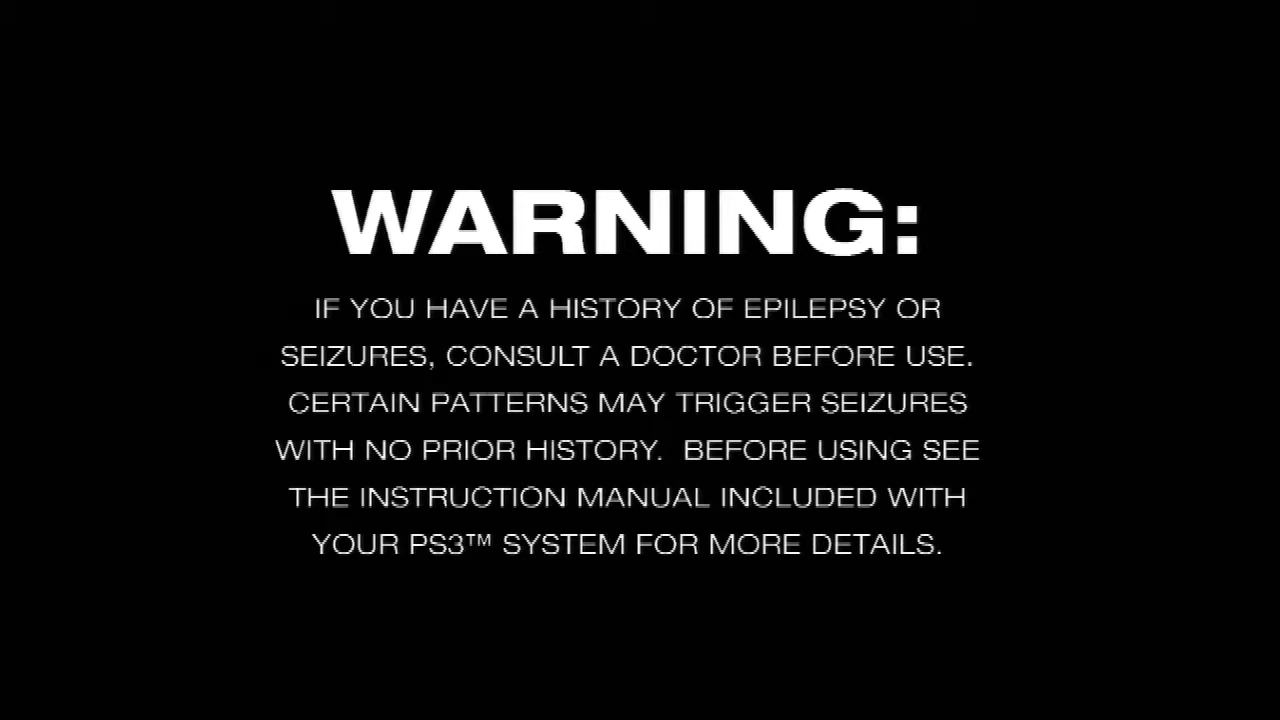 WARNING:
IF YOU HAVE A HISTORY OF EPILEPSY OR
SEIZURES, CONSULT A DOCTOR BEFORE USE.
CERTAIN PATTERNS MAY TRIGGER SEIZURES
WITH NO PRIOR HISTORY.  BEFORE USING SEE
THE INSTRUCTION MANUAL INCLUDED WITH
YOUR PS3™ SYSTEM FOR MORE DETAILS.